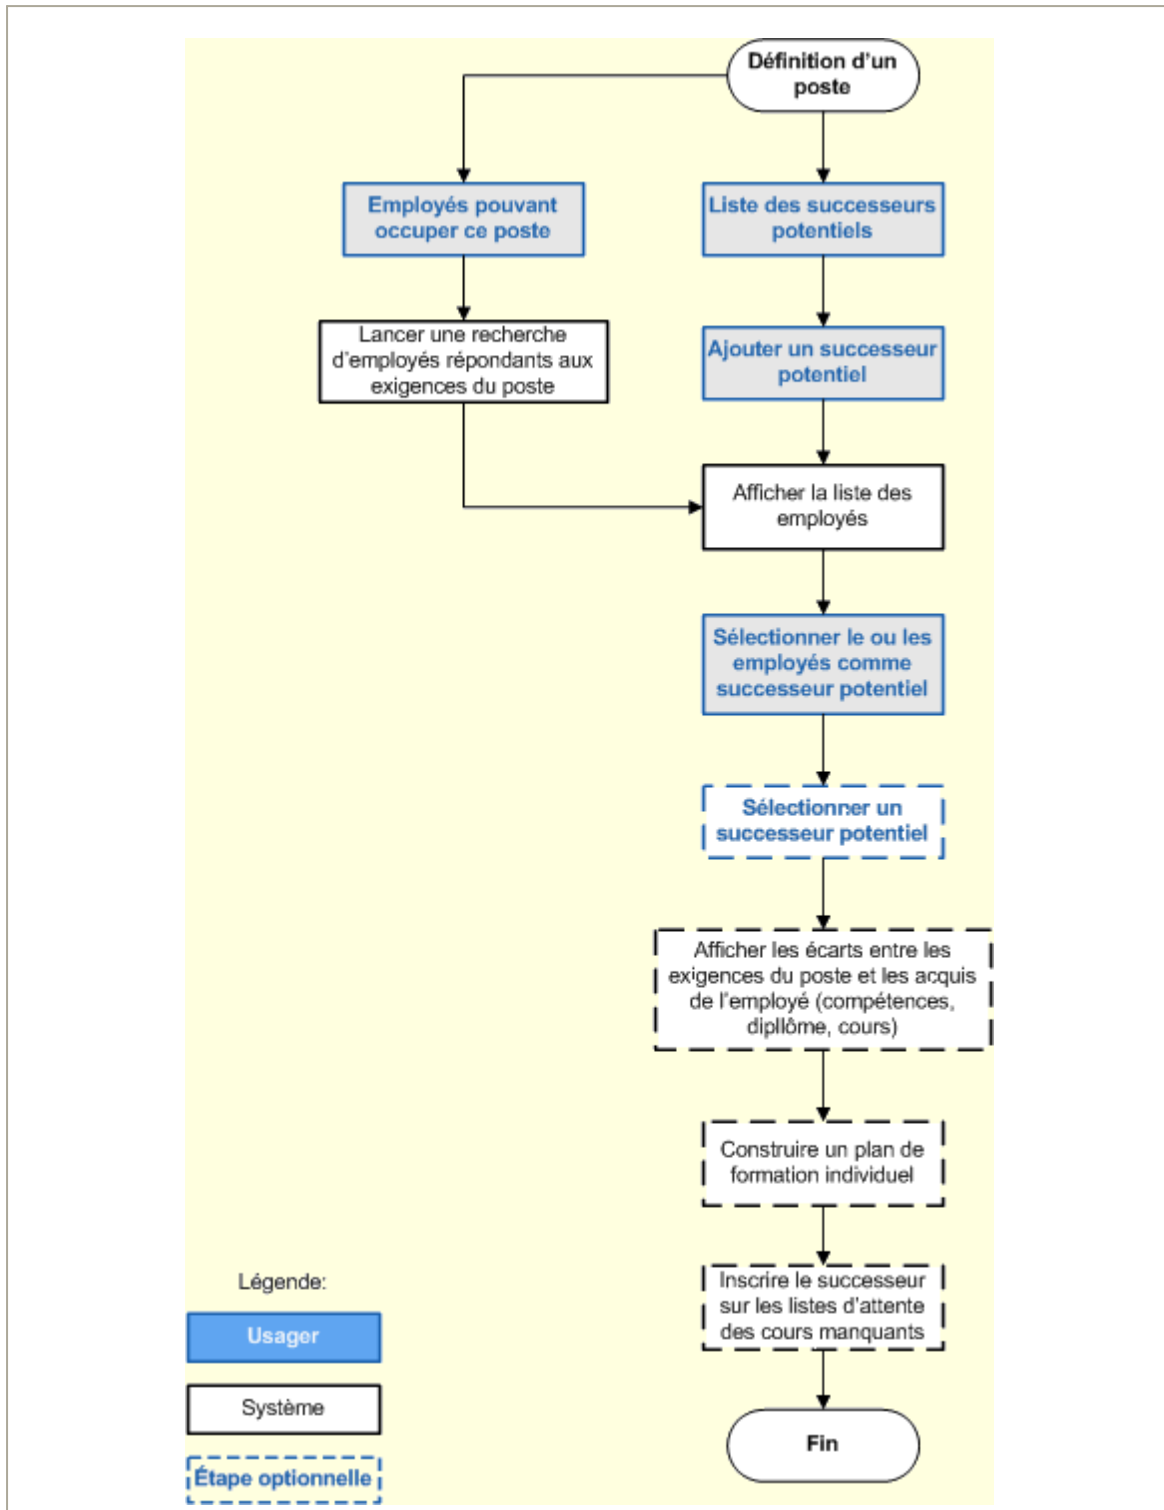 Définition d'un
poste
Employés pouvant
occuper ce poste
Liste des successeurs
potentiels
Lancer une recherche
d'employés répondants aux
exigences du poste
Ajouter un successeur
potentiel
Afficher la liste des
employés
Sélectionner le ou les
employés comme
successeur potentiel
Sélectionner un
successeur potentiel
Afficher les écarts entre les
exigences du poste et les acquis
de l'employé (compétences,
dipllôme, cours)
Construire un plan de
formation individuel
Inscrire le successeur
sur les listes d'attente
des cours manquants
Fin
Légende:
Usager
Système
Étape optionnelle